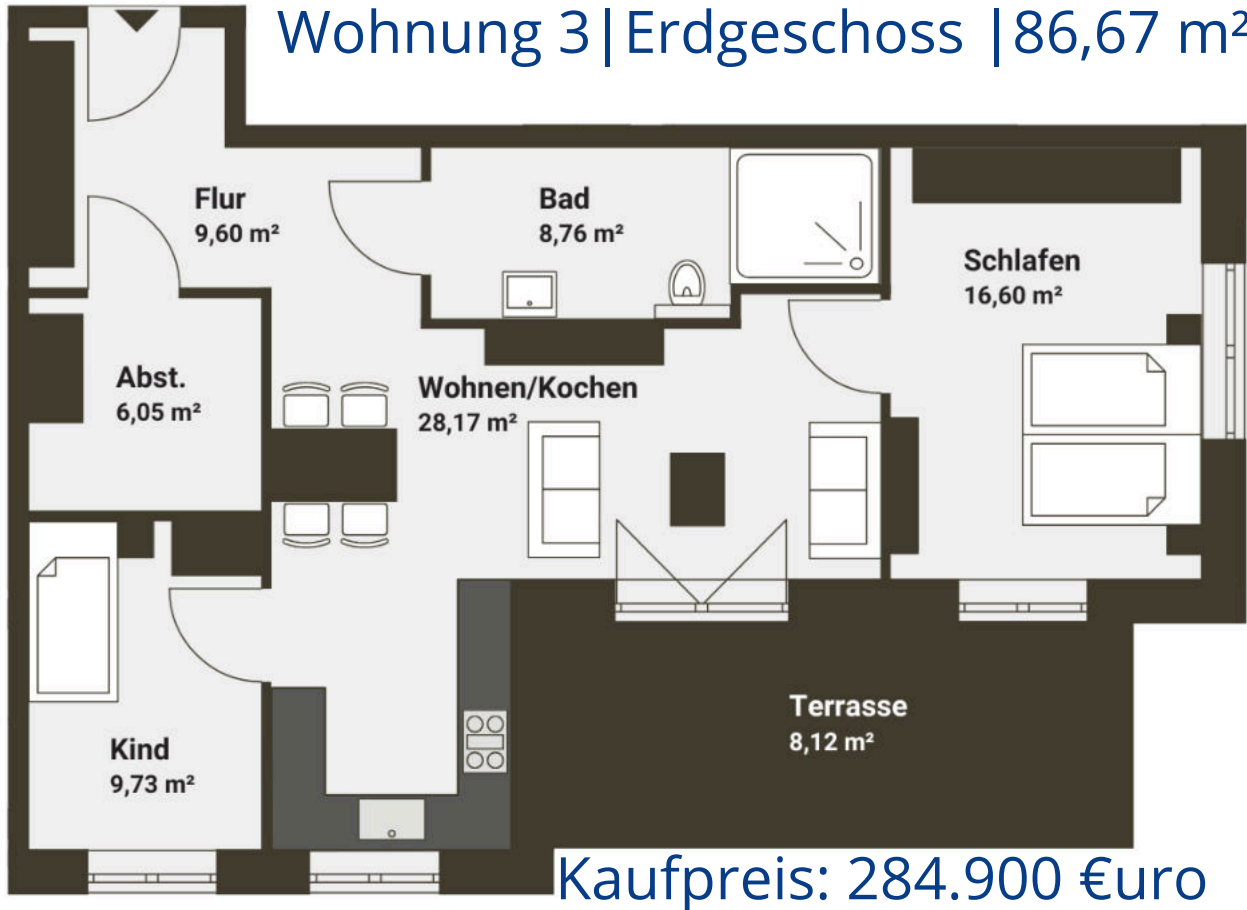 Wohnung 3|Erdgeschoss |86,67 m²
Flur
9,60 m²
Bad
8,76 m²
Schlafen
16,60 m²
Abst.
6,05 m²
Wohnen/Kochen
28,17 m²
Kind
9,73 m²
Terrasse
8,12 m²
Kaufpreis: 284.900 €uro